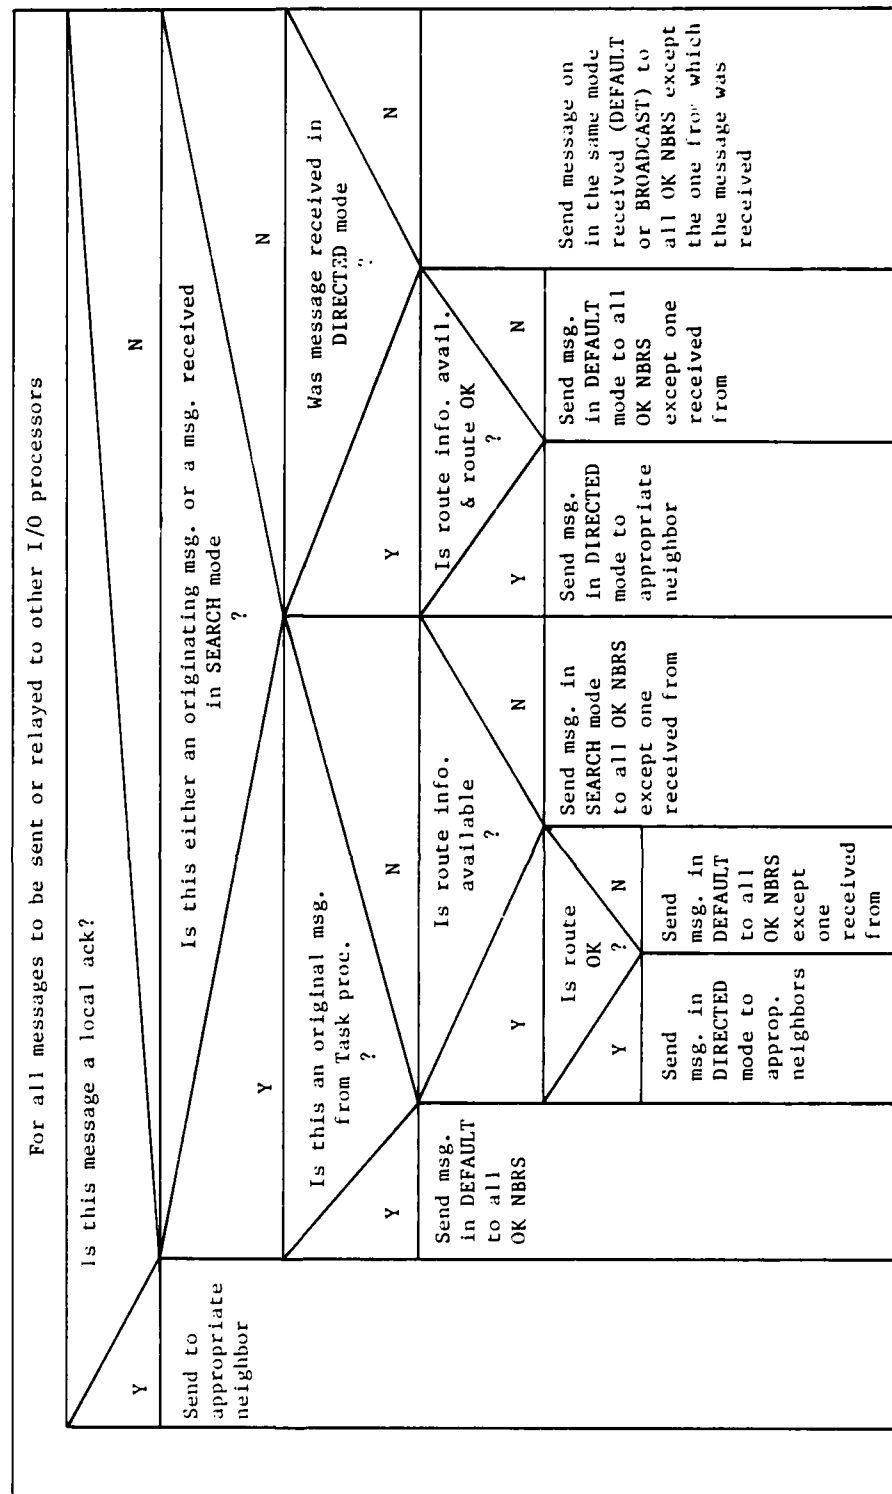 For all messages to be sent or relayed to other I/O processors
Is this message a local ack?
Y
N
Send to
appropriate
neighbor
Is this either an originating msg. or a msg. received
in SEARCH mode
?
Y
N
Is this an original msg.
from Task proc.
?
Y
N
Send msg.
in DEFAULT
to all
OK NBRS
Is route info.
available
?
Y
N
Is route
OK
?
Y
N
Send
msg. in
DIRECTED
mode to
approp.
neighbors
Send
msg. in
DEFAULT
to all
OK NBRS
except
one
received
from
Send msg. in
SEARCH mode
to all OK NBRS
except one
received from
Was message received in
DIRECTED mode
?
Y
N
Is route info. avail.
& route OK
?
Y
N
Send msg.
in DIRECTED
mode to
appropriate
neighbor
Send msg.
in DEFAULT
mode to all
OK NBRS
except one
received
from
Send message on
in the same mode
received (DEFAULT
or BROADCAST) to
all OK NBRS except
the one from which
the message was
received